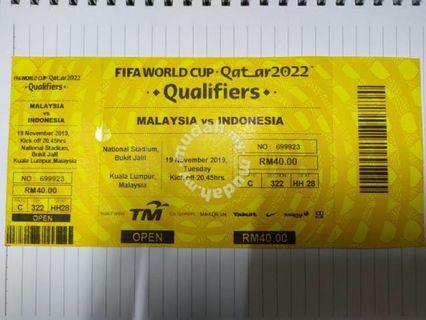 FIFA WORLD CUP Qatar2022
Qualifiers
MALAYSIA
vs
INDONESIA
19 November 2019,
Kick off 20.45hrs
National Stadium,
Bukit Jalil
Kuala Lumpur, Malaysia
NO : 699923
RM40.00
C 322 HH28
OPEN
FIFA WORLD CUP Qatar2022
Qualifiers
MALAYSIA vs INDONESIA
National Stadium,
Bukit Jalil
Kuala Lumpur,
Malaysia
19 November 2019,
Tuesday
Kick off 20.45hrs
NO : 699923
RM40.00
C 322 HH 28
TM
OPEN
RM40.00
mudah.my